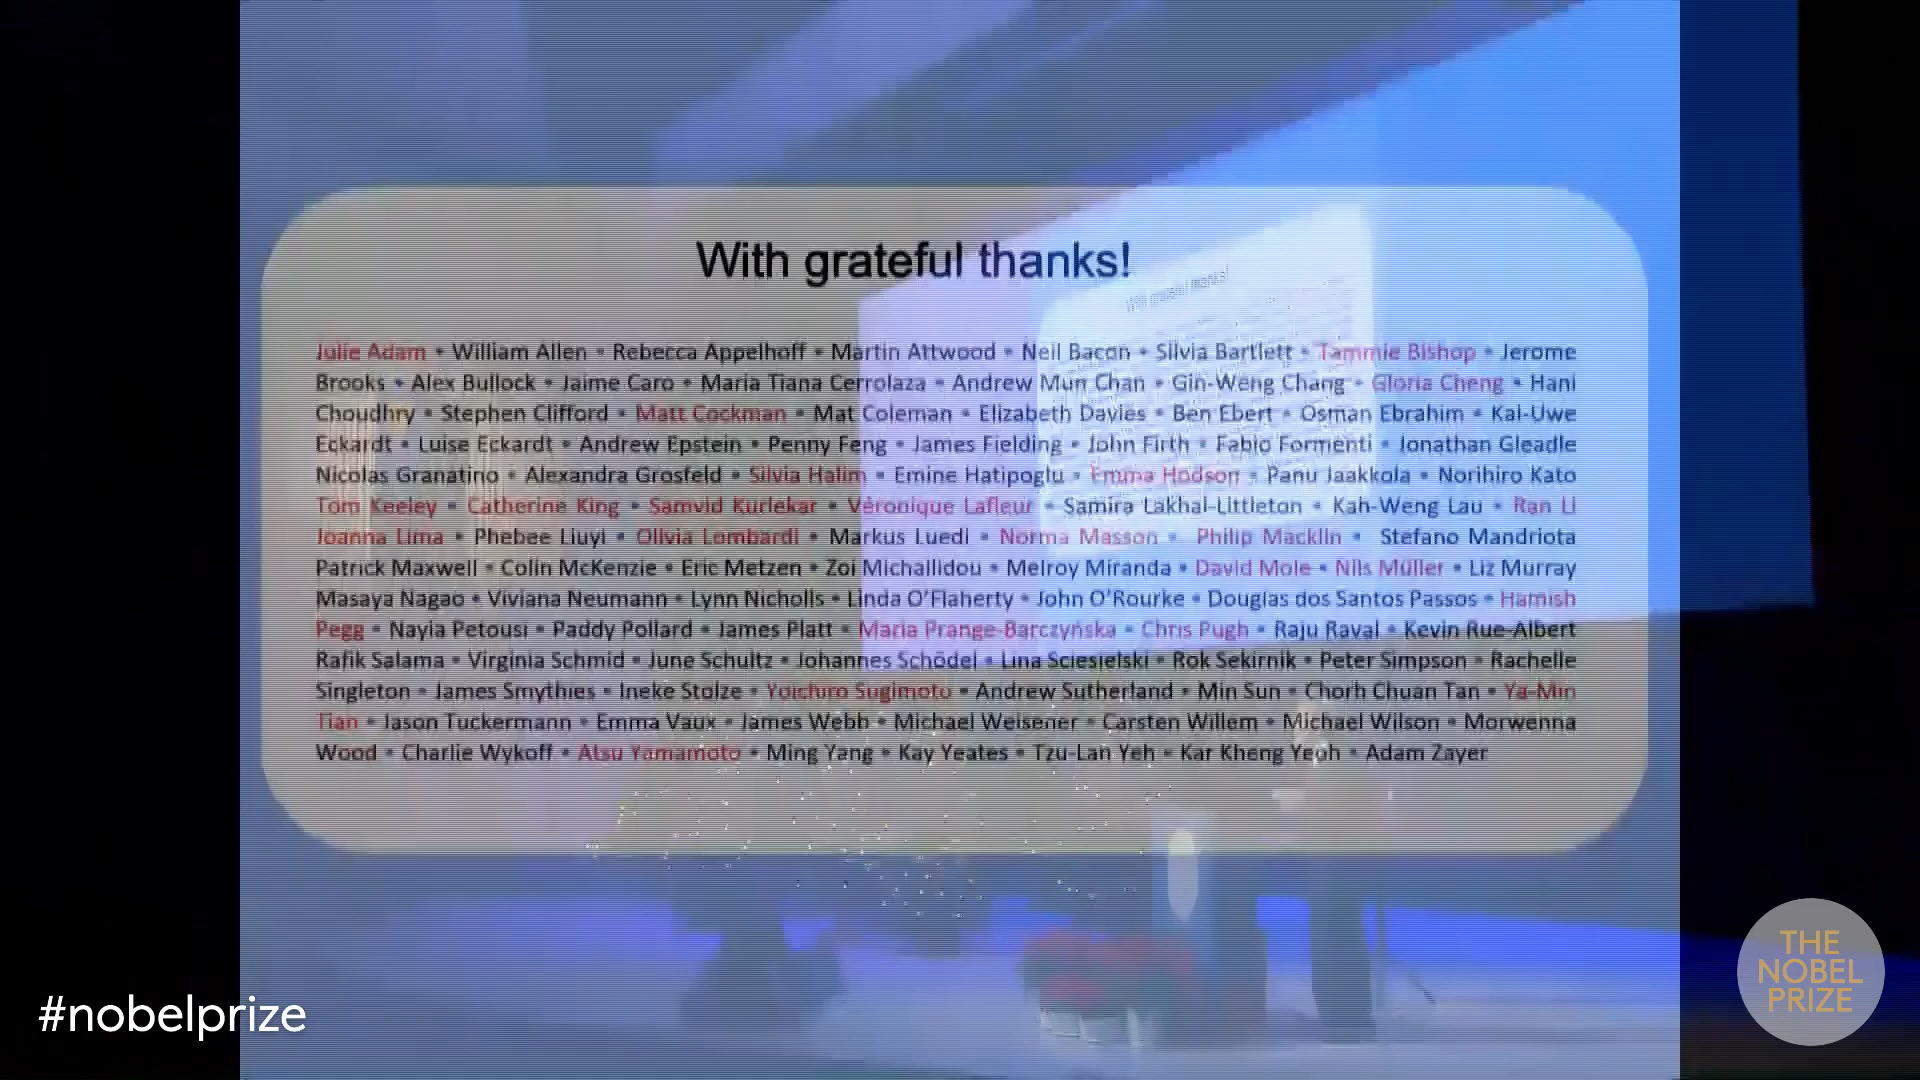 With grateful thanks!
Julie Adam • William Allen • Rebecca Appelhoff • Martin Attwood • Neil Bacon • Silvia Bartlett • Tammie Bishop • Jerome
Brooks • Alex Bullock • Jaime Caro • Maria Tiana Cerrolaza • Andrew Mun Chan • Gin-Weng Chang • Gloria Cheng • Hani
Choudhry • Stephen Clifford • Matt Cockman • Mat Coleman • Elizabeth Davies • Ben Ebert • Osman Ebrahim • Kai-Uwe
Eckardt • Luise Eckardt • Andrew Epstein • Penny Feng • James Fielding • John Firth • Fabio Formenti • Jonathan Gleadle
Nicolas Granatino • Alexandra Grosfeld • Silvia Halim • Emine Hatipoglu • Emma Hodson • Panu Jaakkola • Norihiro Kato
Tom Keeley • Catherine King • Samvid Kurlekar • Véronique Lafleur • Samira Lakhal-Littleton • Kah-Weng Lau • Ran Li
Joanna Lima • Phebee Liuyi • Olivia Lombardi • Markus Luedi • Norma Masson • Philip Macklin • Stefano Mandriota
Patrick Maxwell • Colin McKenzie • Eric Metzen • Zoi Michailidou • Melroy Miranda • David Mole • Nils Müller • Liz Murray
Masaya Nagao • Viviana Neumann • Lynn Nicholls • Linda O'Flaherty • John O'Rourke • Douglas dos Santos Passos • Hamish
Pegg • Nayia Petousi • Paddy Pollard • James Platt • Maria Prange-Barczyńska • Chris Pugh • Raju Raval • Kevin Rue-Albert
Rafik Salama • Virginia Schmid • June Schultz • Johannes Schödel • Lina Sciesielski • Rok Sekirnik • Peter Simpson • Rachelle
Singleton • James Smythies • Ineke Stolze • Yoichiro Sugimoto • Andrew Sutherland • Min Sun • Chorh Chuan Tan • Ya-Min
Tian • Jason Tuckermann • Emma Vaux • James Webb • Michael Weisener • Carsten Willem • Michael Wilson • Morwenna
Wood • Charlie Wykoff • Atsu Yamamoto • Ming Yang • Kay Yeates • Tzu-Lan Yeh • Kar Kheng Yeoh • Adam Zayer
With grateful thanks!
#nobelprize
THE
NOBEL
PRIZE